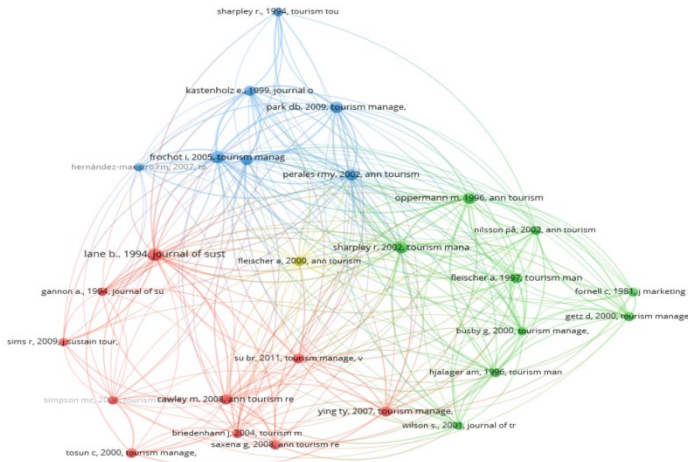 sharpley r., 1994, tourism tou
kastenholz e., 1999, journal o
park db, 2009, tourism manage,
frochot i, 2005, tourism manag
2007, to
perales rmy, 2002, ann tourism
oppermann m, 1996, ann tourism
nilsson på, 2002, ann tourism
lane b., 1994, journal of sust
sharpley r, 2002, tourism mana
fleischer a, 2000, ann tourism
fleischer a, 1997, tourism man
gannon a., 1994, journal of su
fornell c, 1981, j marketing
getz d, 2000, tourism manage
sims r, 2009, j sustain tour,
busby g, 2000, tourism manage,
su br, 2011, tourism manage, v
hjalager am, 1996, tourism man
simpson mc, tourism
cawley m, 2008, ann tourism re
ying ty, 2007, tourism manage,
wilson s., 2001, journal of tr
briedenhann j, 2004, tourism m
saxena g, 2008, ann tourism re
tosun c, 2000, tourism manage,